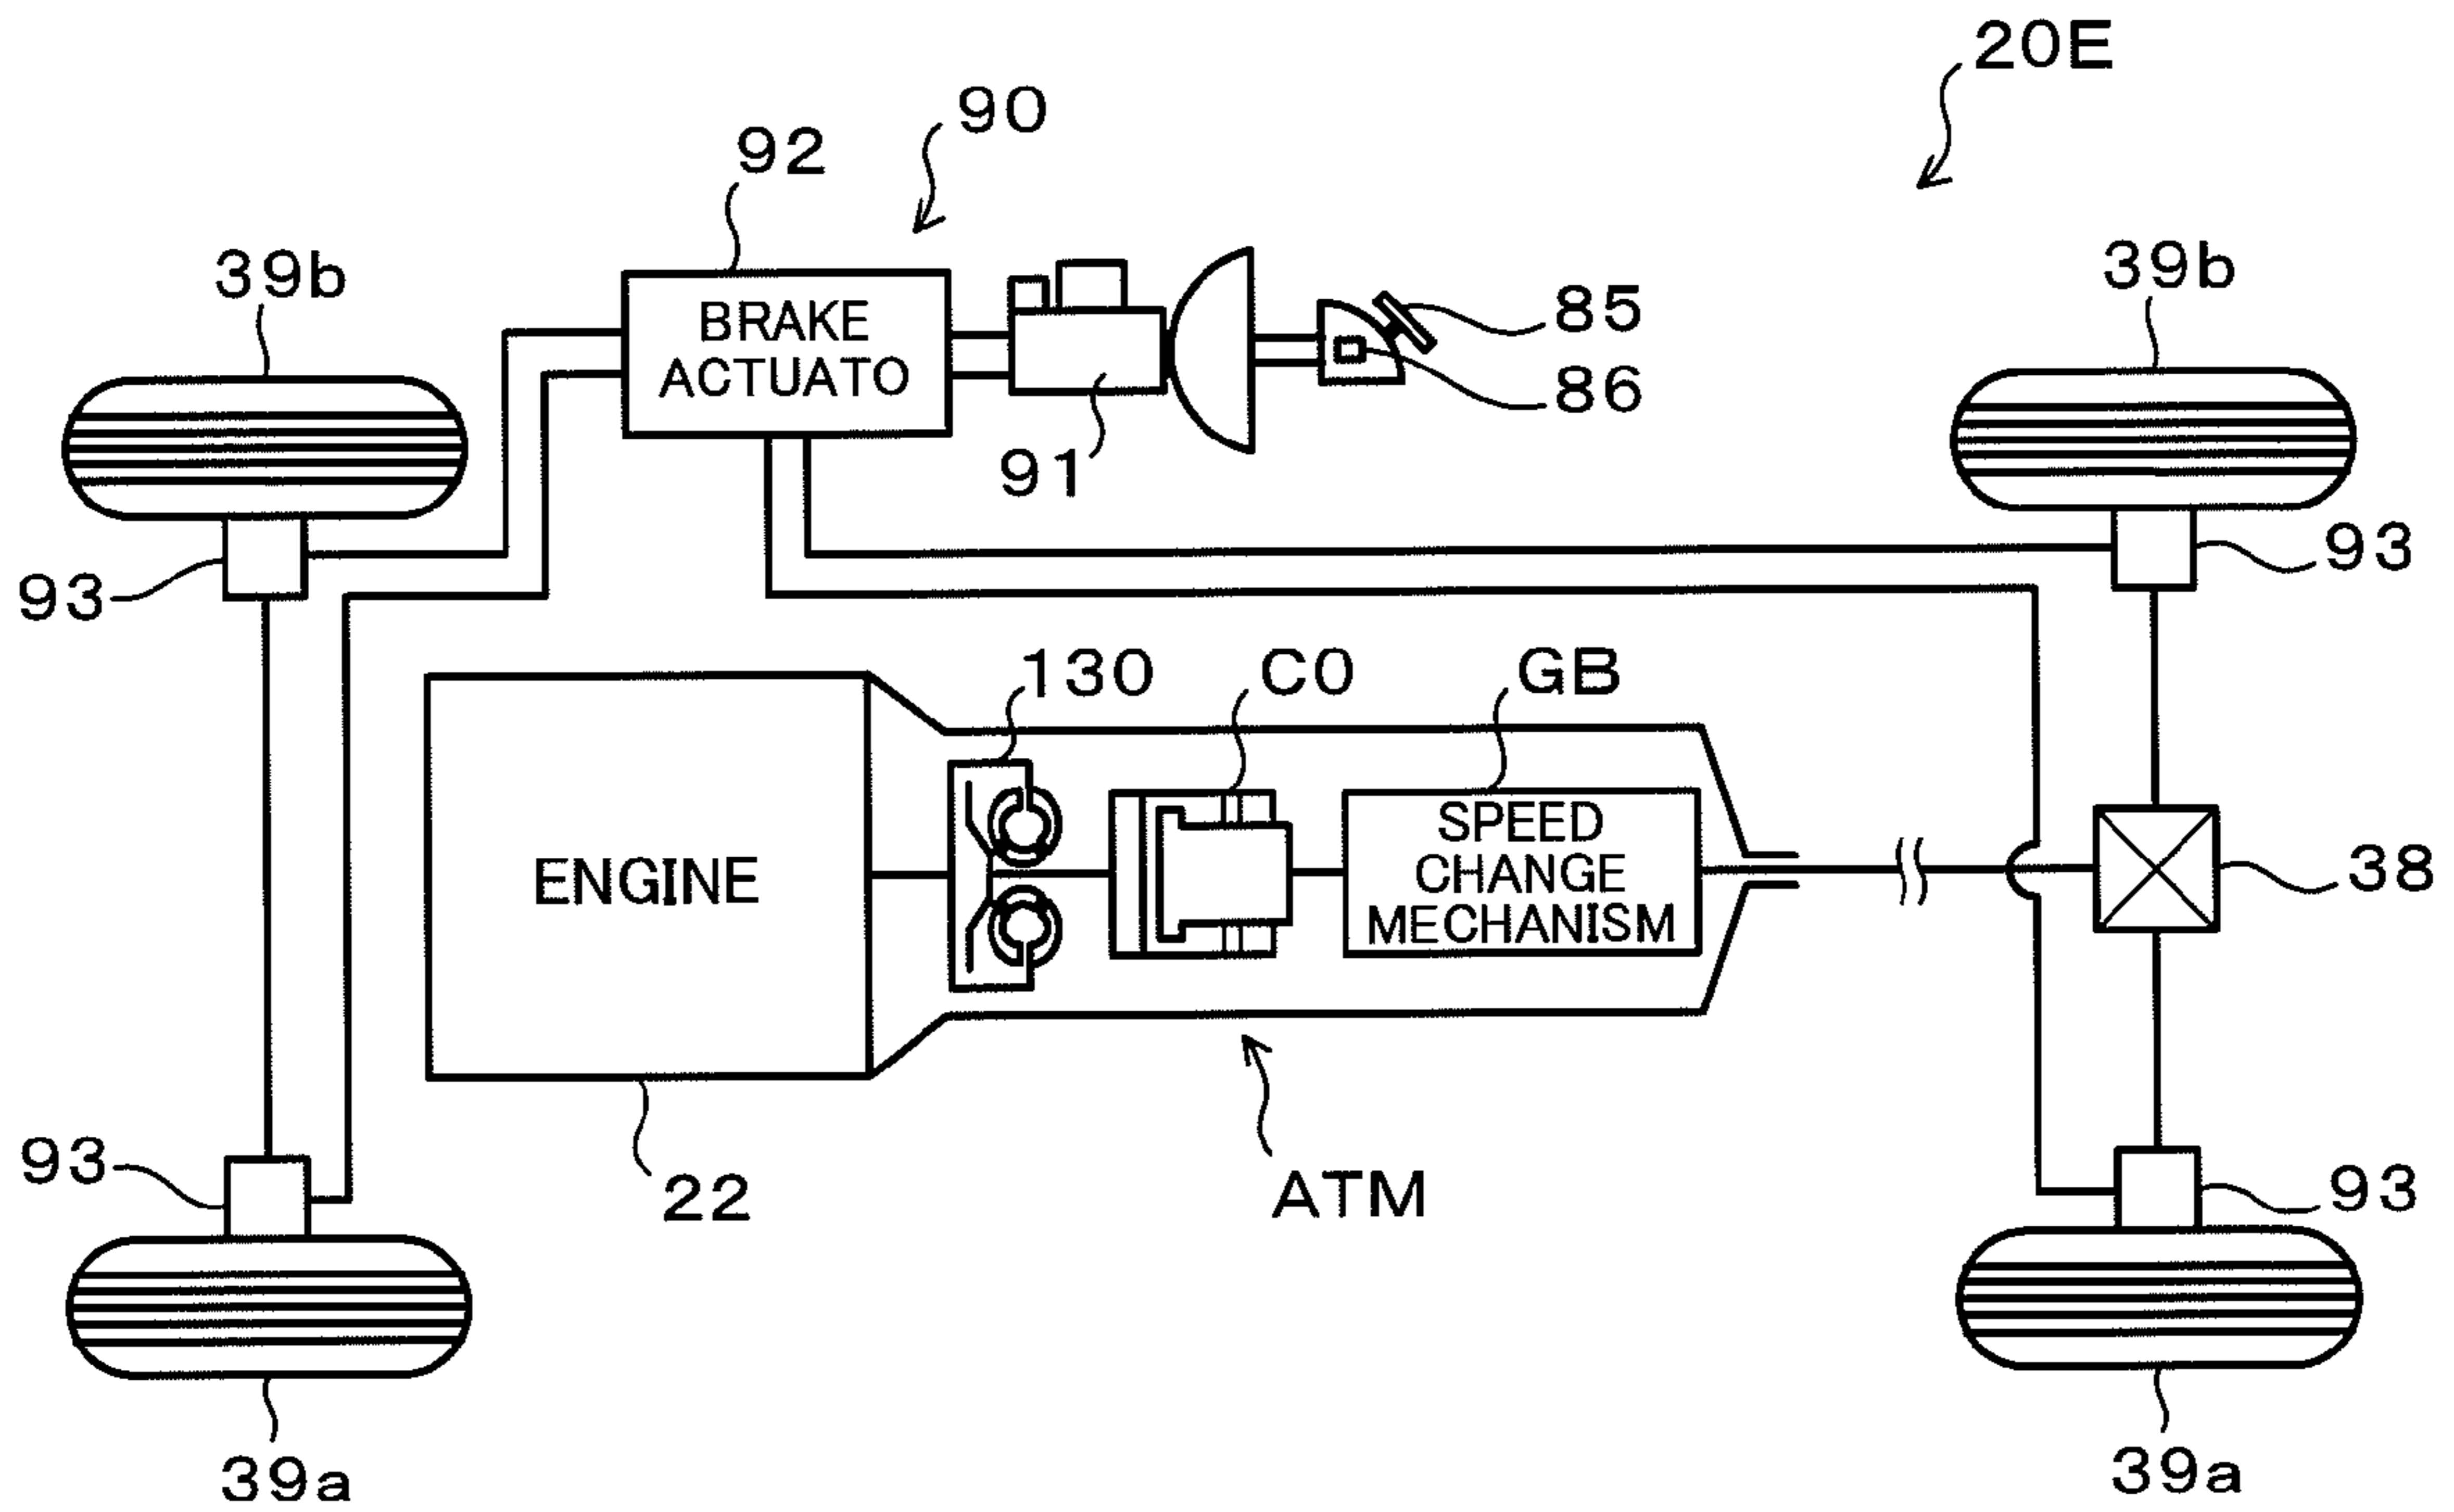 20E
90
92
39b
39b
85
BRAKE
ACTUATO
86
91
93
93
130
C0
GB
SPEED
CHANGE
MECHANISM
ENGINE
38
93
93
22
ATM
39a
39a